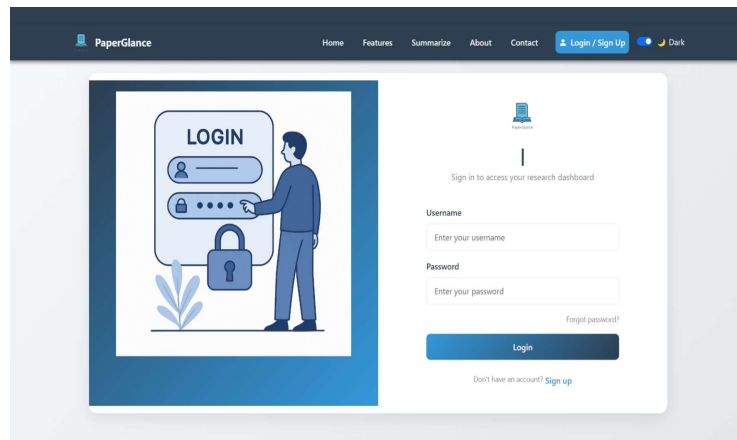 PaperGlance
Home Features Summarize About Contact Login / Sign Up Dark
LOGIN
PaperGlance
Sign in to access your research dashboard
Username
Enter your username
Password
Enter your password
Forgot password?
Login
Don't have an account? Sign up